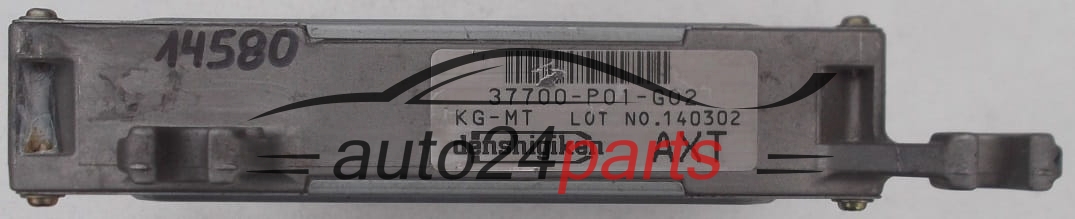 14580
37700-P01-G02
KG-MT LOT NO.140302
denshigiken AXT
auto24parts